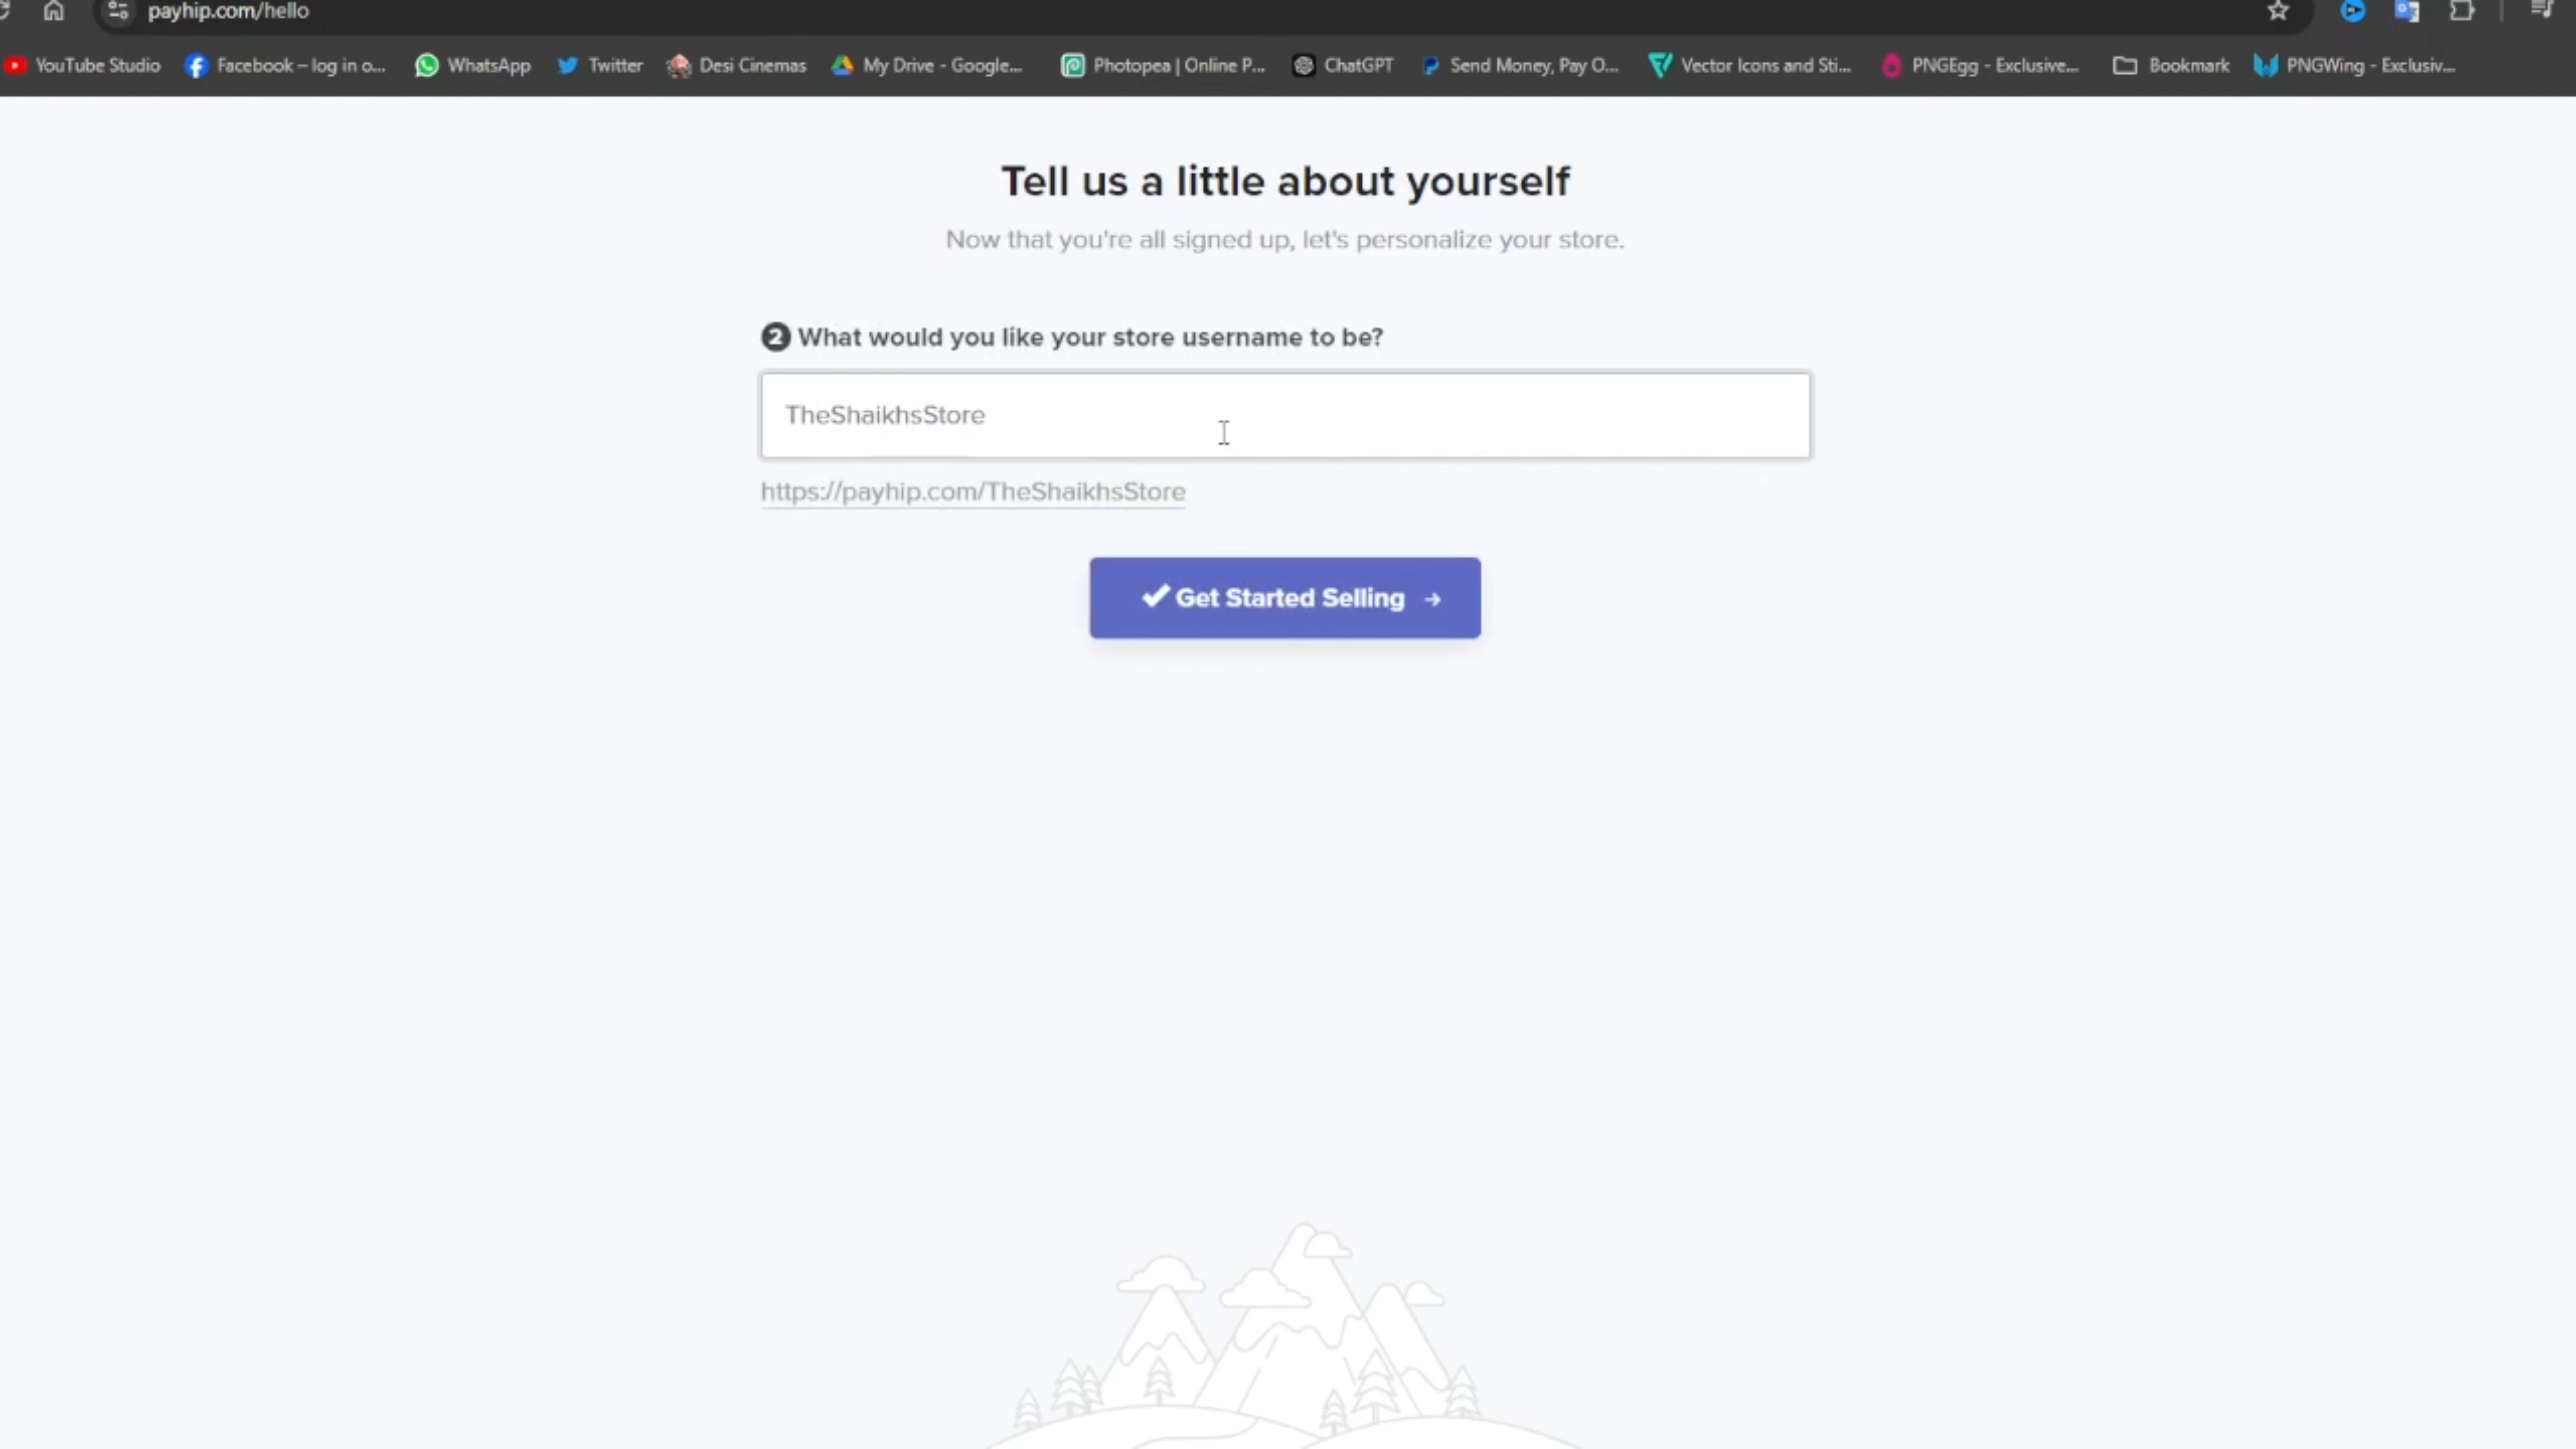 payhip.com/hello
YouTube Studio Facebook – log in o... WhatsApp Twitter Desi Cinemas My Drive - Google... Photopea | Online P... ChatGPT Send Money, Pay O... Vector Icons and Sti... PNGEgg - Exclusive... Bookmark PNGWing - Exclusiv...
Tell us a little about yourself
Now that you're all signed up, let's personalize your store.
2 What would you like your store username to be?
TheShaikhsStore
https://payhip.com/TheShaikhsStore
✔ Get Started Selling →